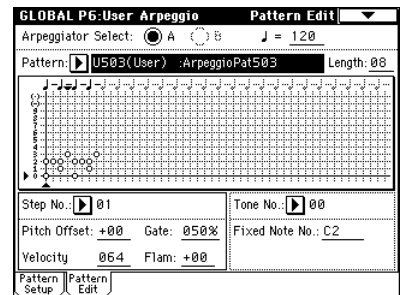 GLOBAL P6:User Arpeggio Pattern Edit
Arpeggiator Select: A B ♩ = 120
Pattern: U503(User) :ArpeggioPat503 Length: 08
Step No.: 01 Tone No.: 00
Pitch Offset: +00 Gate: 050% Fixed Note No.: C2
Velocity 064 Flam: +00
Pattern Setup Pattern Edit